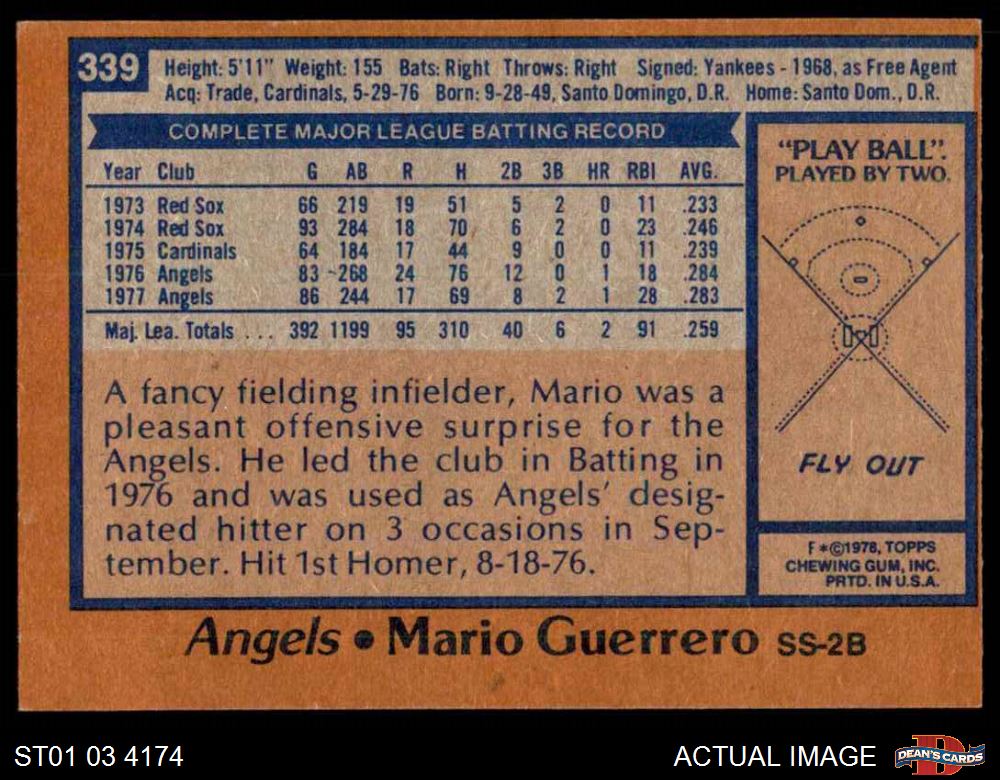 339
Height: 5'11" Weight: 155 Bats: Right Throws: Right Signed: Yankees - 1968, as Free Agent
Acq: Trade, Cardinals, 5-29-76 Born: 9-28-49, Santo Domingo, D.R. Home: Santo Dom., D.R.
COMPLETE MAJOR LEAGUE BATTING RECORD
Year Club G AB R H 2B 3B HR RBI AVG.
1973 Red Sox 66 219 19 51 5 2 0 11 .233
1974 Red Sox 93 284 18 70 6 2 0 23 .246
1975 Cardinals 64 184 17 44 9 0 0 11 .239
1976 Angels 83 268 24 76 12 0 1 18 .284
1977 Angels 86 244 17 69 8 2 1 28 .283
Maj. Lea. Totals ... 392 1199 95 310 40 6 2 91 .259
A fancy fielding infielder, Mario was a
pleasant offensive surprise for the
Angels. He led the club in Batting in
1976 and was used as Angels' desig-
nated hitter on 3 occasions in Sep-
tember. Hit 1st Homer, 8-18-76.
"PLAY BALL".
PLAYED BY TWO.
FLY OUT
F*©1978, TOPPS
CHEWING GUM, INC.
PRTD. IN U.S.A.
Angels • Mario Guerrero SS-2B
ST01 03 4174
ACTUAL IMAGE
D
DEAN'S CARDS